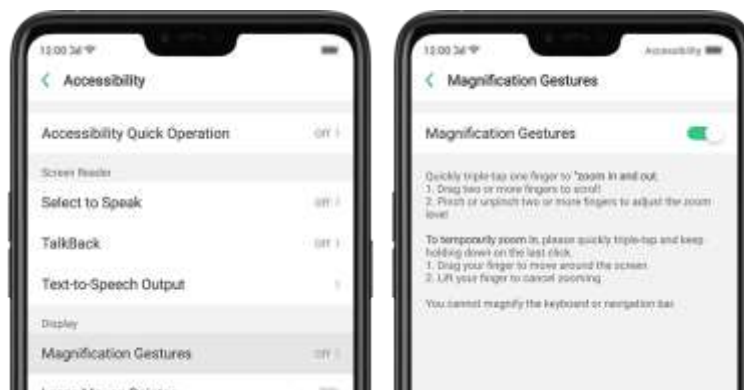 12:00
Accessibility
Accessibility Quick Operation Off
Screen Reader
Select to Speak Off
TalkBack Off
Text-to-Speech Output
Display
Magnification Gestures Off
12:00 Accessibility
Magnification Gestures
Magnification Gestures
Quickly triple-tap one finger to "zoom in and out.
1. Drag two or more fingers to scroll
2. Pinch or unpinch two or more fingers to adjust the zoom
level
To temporarily zoom in, please quickly triple-tap and keep
holding down on the last click.
1. Drag your finger to move around the screen
2. Lift your finger to cancel zooming
You cannot magnify the keyboard or navigation bar